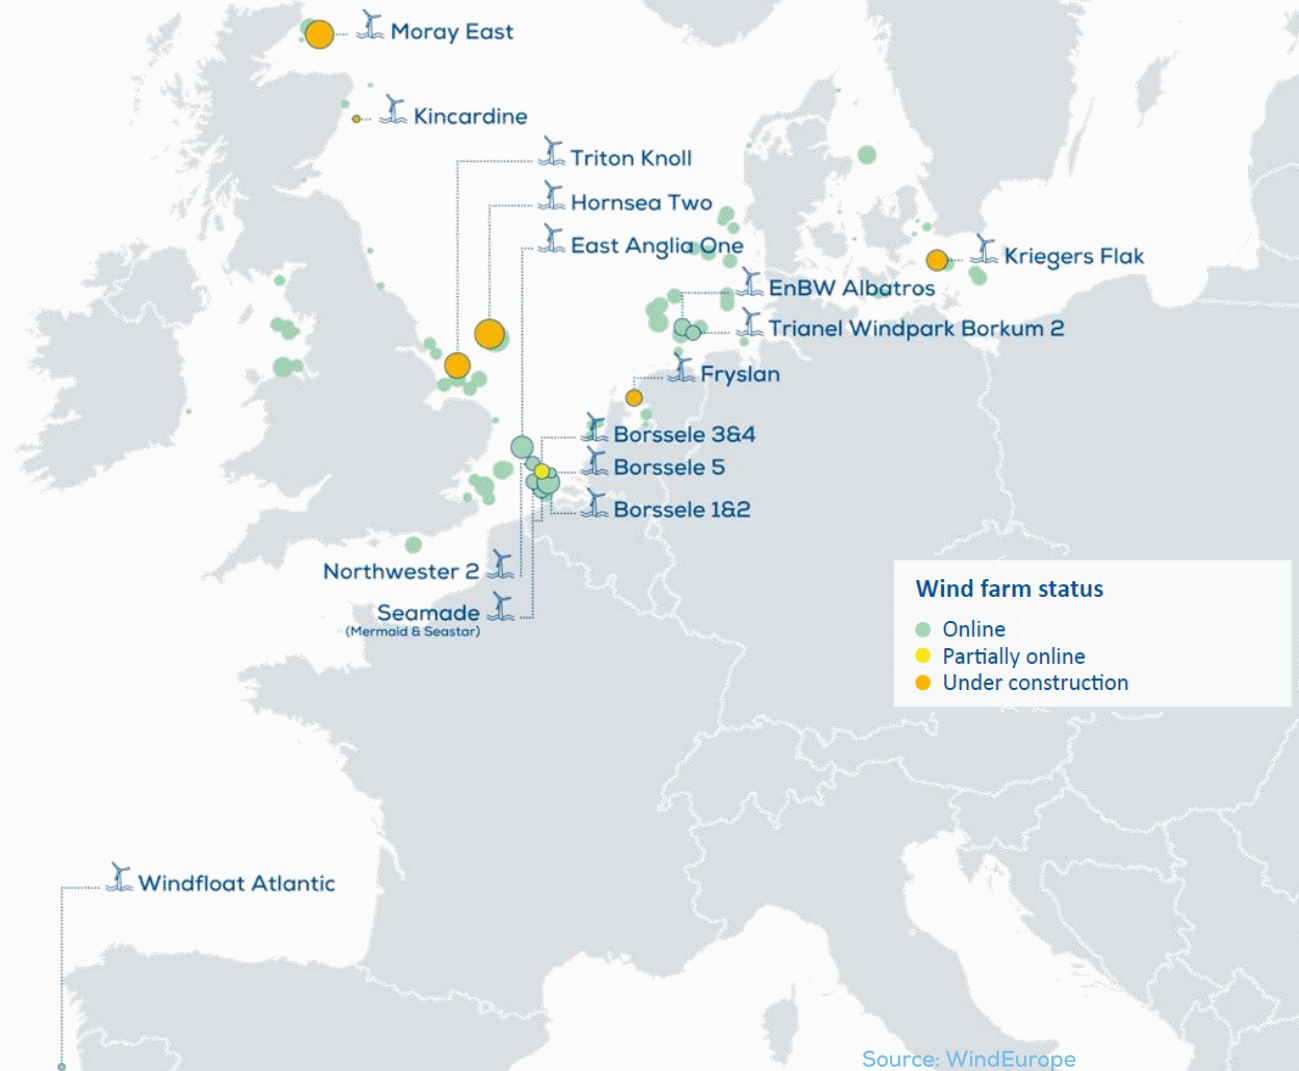 Moray East
Kincardine
Triton Knoll
Hornsea Two
East Anglia One
Kriegers Flak
EnBW Albatros
Trianel Windpark Borkum 2
Fryslan
Borssele 3&4
Borssele 5
Borssele 1&2
Northwester 2
Seamade
(Mermaid & Seastar)
Wind farm status
Online
Partially online
Under construction
Windfloat Atlantic
Source: WindEurope